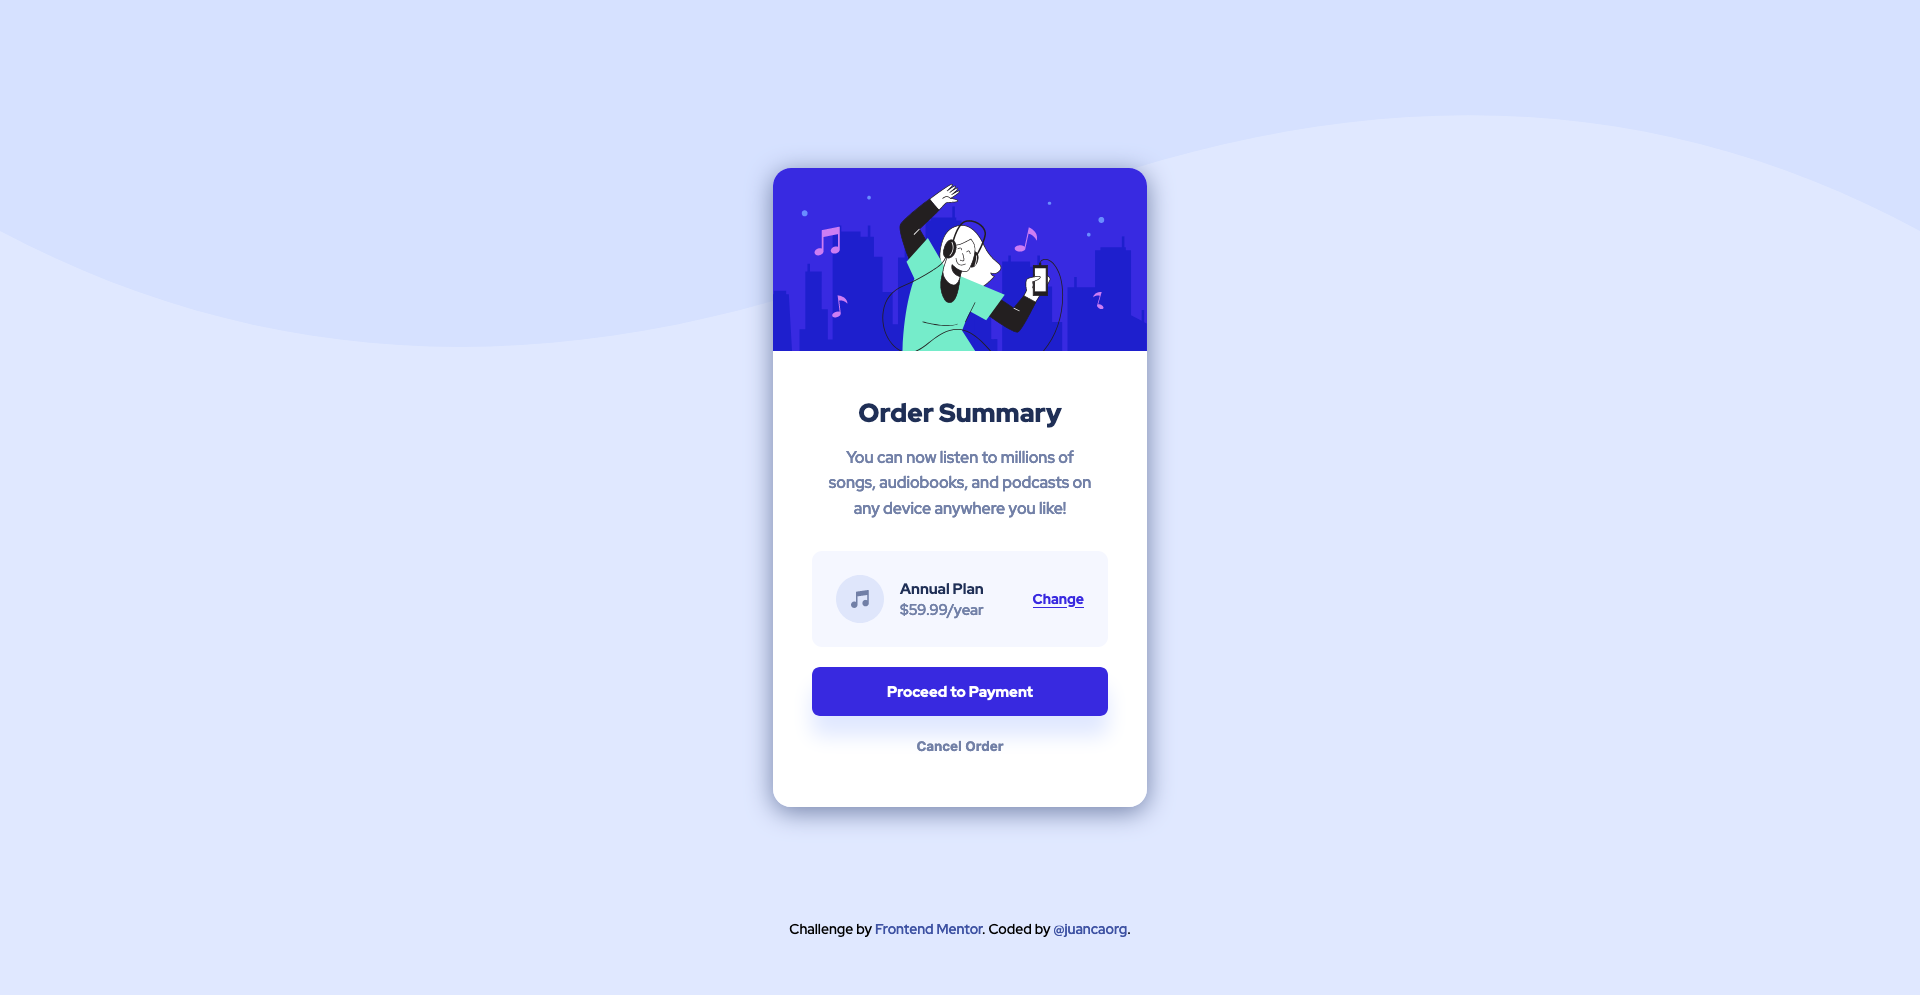 Order Summary
You can now listen to millions of
songs, audiobooks, and podcasts on
any device anywhere you like!
Annual Plan
$59.99/year
Change
Proceed to Payment
Cancel Order
Challenge by Frontend Mentor. Coded by @juancaorg.